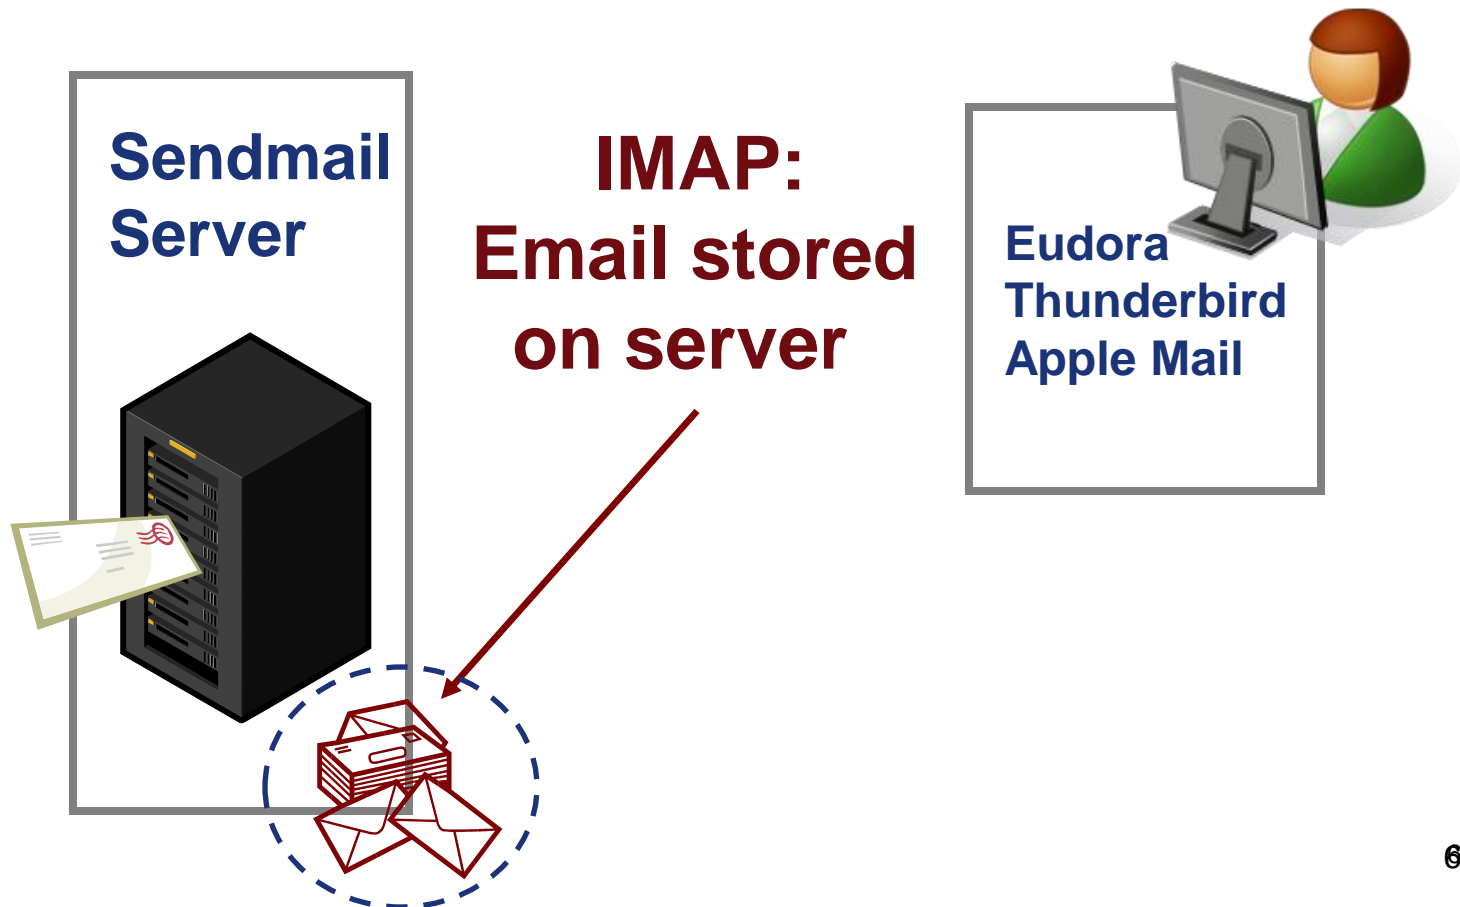 Sendmail
Server
IMAP:
Email stored
on server
Eudora
Thunderbird
Apple Mail
6